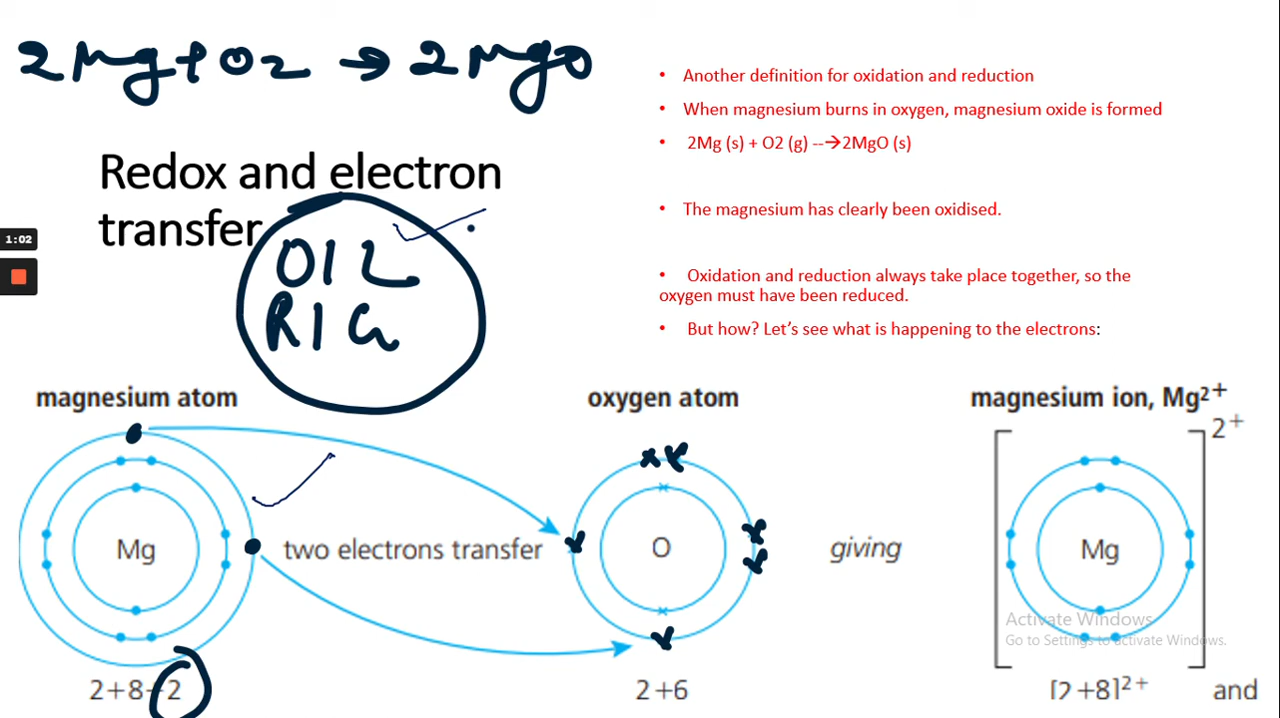 2Mg+O2 → 2MgO
Redox and electron
transfer
OIL
RIG
1:02
• Another definition for oxidation and reduction
• When magnesium burns in oxygen, magnesium oxide is formed
• 2Mg (s) + O2 (g) --→2MgO (s)
• The magnesium has clearly been oxidised.
• Oxidation and reduction always take place together, so the
oxygen must have been reduced.
• But how? Let’s see what is happening to the electrons:
magnesium atom
Mg
2+8+2
two electrons transfer
oxygen atom
O
2+6
giving
magnesium ion, Mg²⁺
2+
Mg
Activate Windows
Go to Settings to activate Windows.
[2+8]²⁺
and